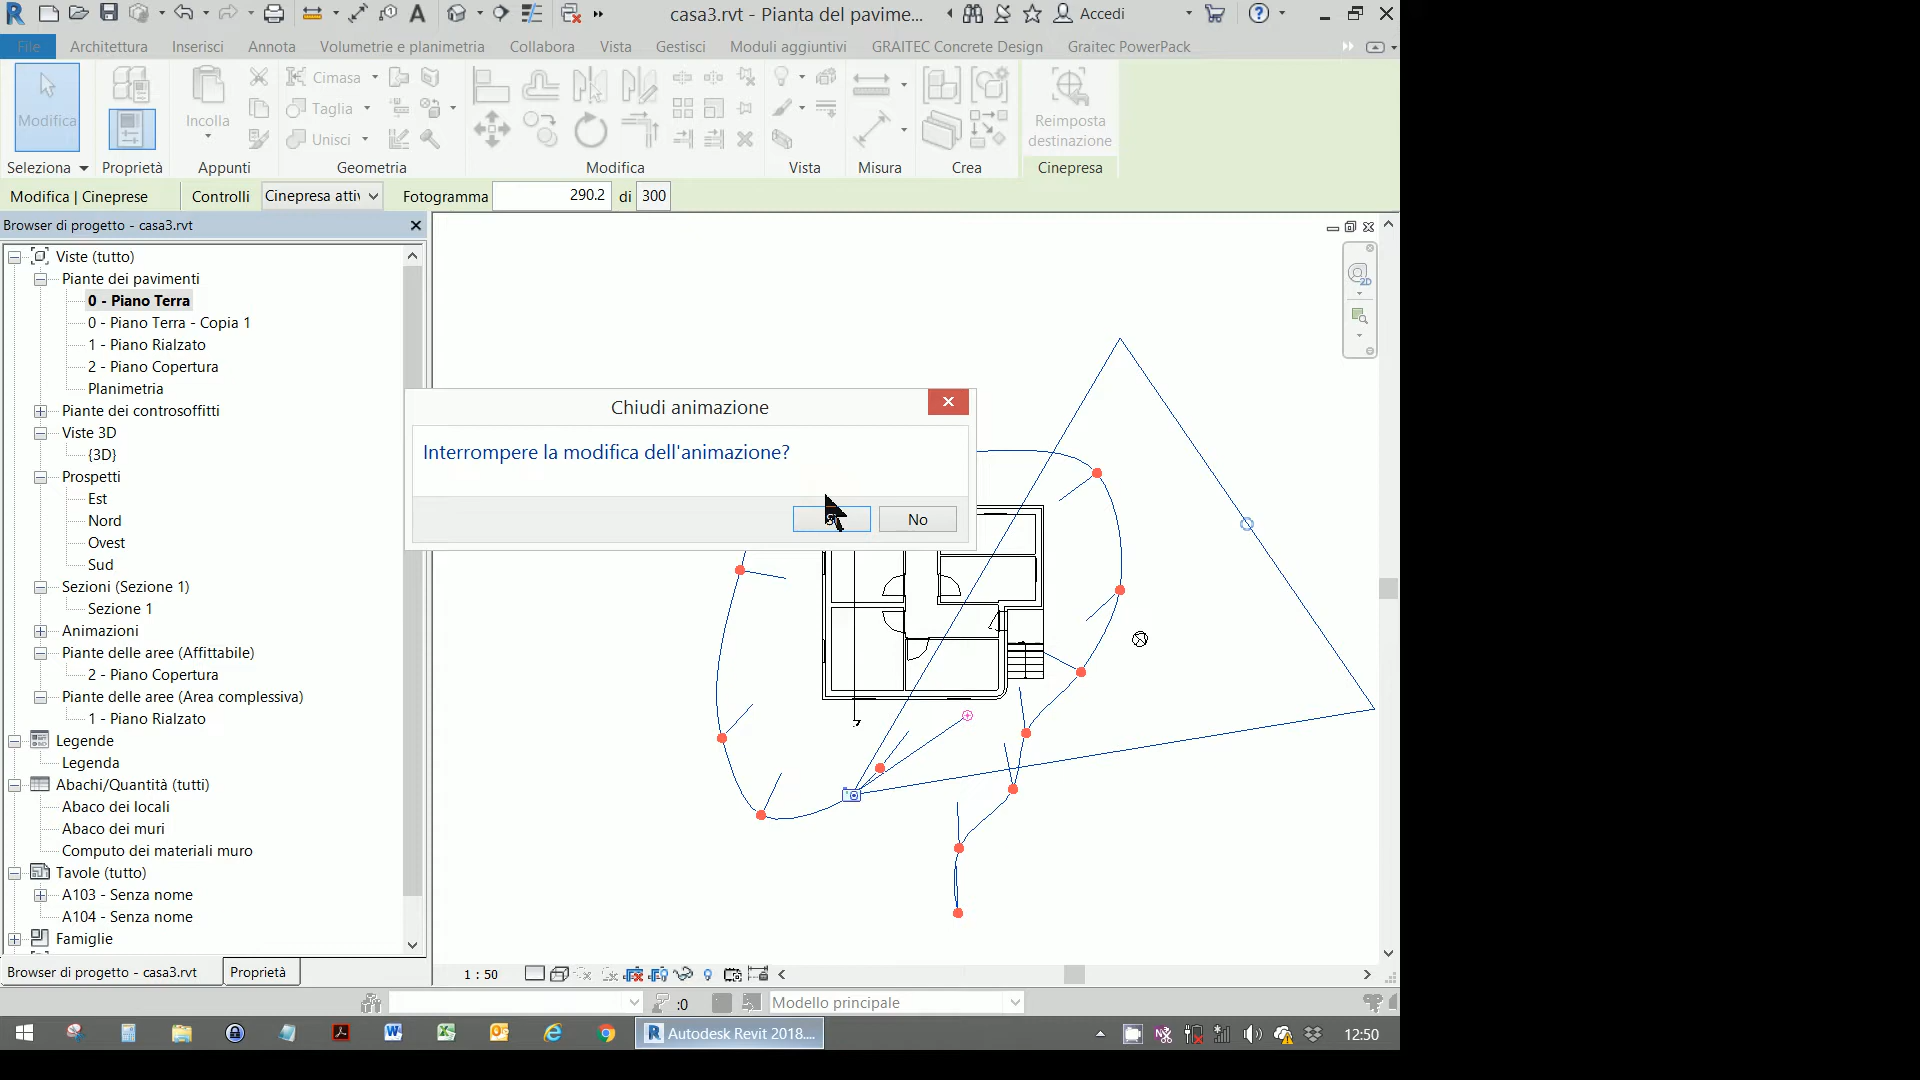 casa3.rvt - Pianta del pavime...
Accedi
File
Architettura
Inserisci
Annota
Volumetrie e planimetria
Collabora
Vista
Gestisci
Moduli aggiuntivi
GRAITEC Concrete Design
Graitec PowerPack
Modifica
Incolla
Cimasa
Taglia
Unisci
Reimposta
destinazione
Seleziona
Proprietà
Appunti
Geometria
Modifica
Vista
Misura
Crea
Cinepresa
Modifica | Cineprese
Controlli
Cinepresa atti
Fotogramma
290.2
di
300
Browser di progetto - casa3.rvt
Viste (tutto)
Piante dei pavimenti
0 - Piano Terra
0 - Piano Terra - Copia 1
1 - Piano Rialzato
2 - Piano Copertura
Planimetria
Piante dei controsoffitti
Viste 3D
{3D}
Prospetti
Est
Nord
Ovest
Sud
Sezioni (Sezione 1)
Sezione 1
Animazioni
Piante delle aree (Affittabile)
2 - Piano Copertura
Piante delle aree (Area complessiva)
1 - Piano Rialzato
Legende
Legenda
Abachi/Quantità (tutti)
Abaco dei locali
Abaco dei muri
Computo dei materiali muro
Tavole (tutto)
A103 - Senza nome
A104 - Senza nome
Famiglie
Chiudi animazione
Interrompere la modifica dell'animazione?
No
2D
Browser di progetto - casa3.rvt
Proprietà
1 : 50
:0
Modello principale
Autodesk Revit 2018....
12:50